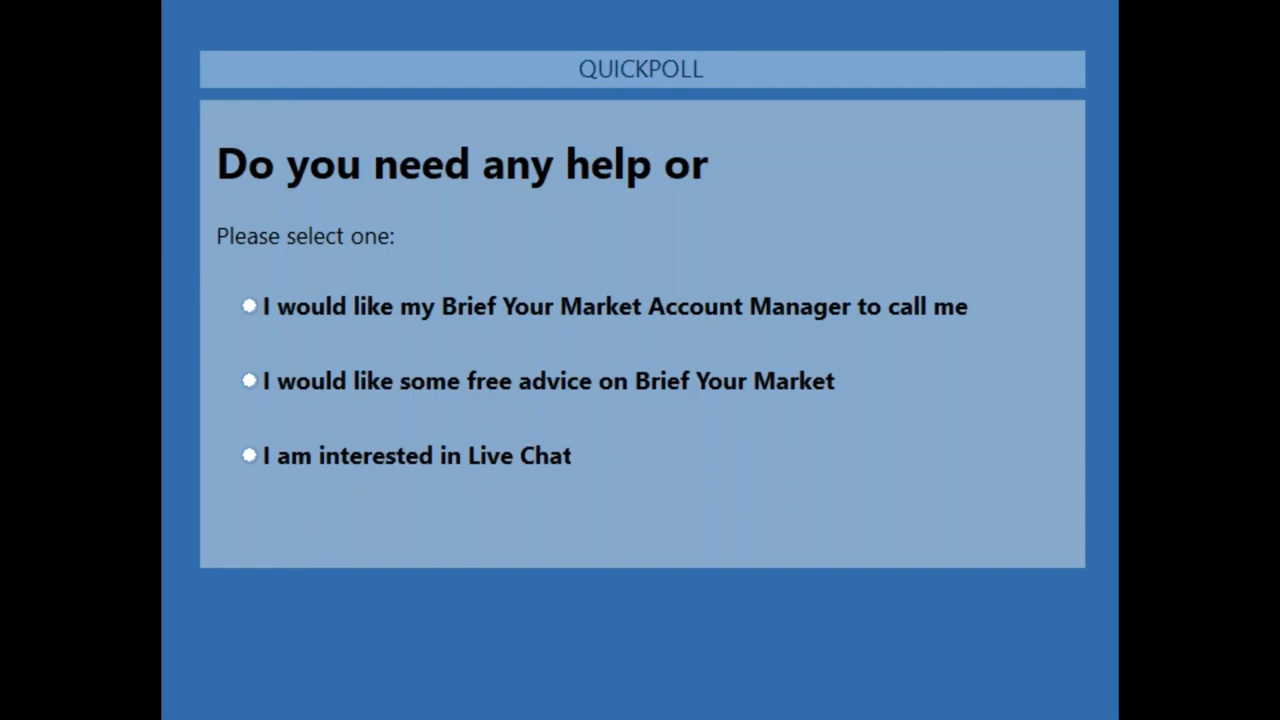 QUICKPOLL
Do you need any help or
Please select one:
I would like my Brief Your Market Account Manager to call me
I would like some free advice on Brief Your Market
I am interested in Live Chat